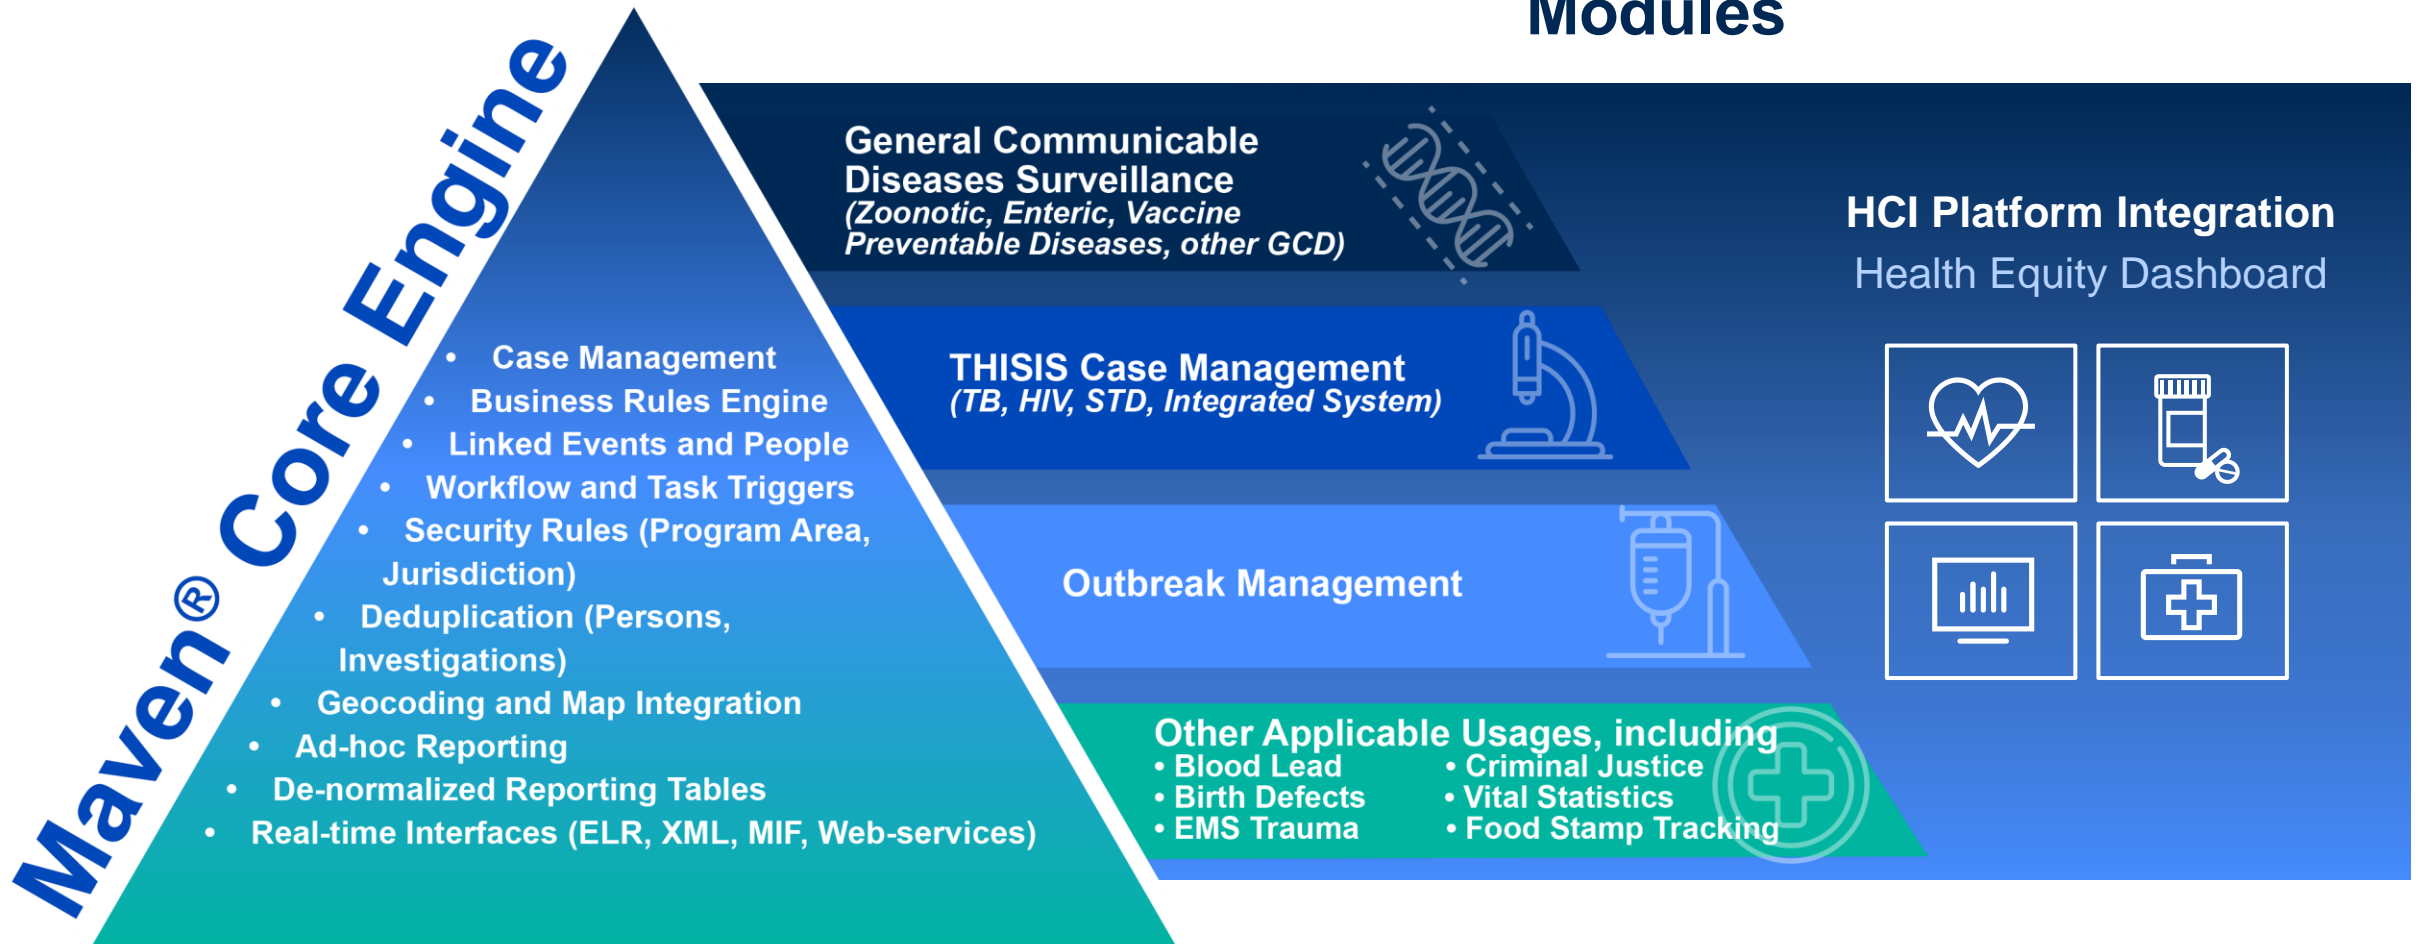 Modules
Maven® Core Engine
• Case Management
• Business Rules Engine
• Linked Events and People
• Workflow and Task Triggers
• Security Rules (Program Area,
Jurisdiction)
• Deduplication (Persons,
Investigations)
• Geocoding and Map Integration
• Ad-hoc Reporting
• De-normalized Reporting Tables
• Real-time Interfaces (ELR, XML, MIF, Web-services)
General Communicable
Diseases Surveillance
(Zoonotic, Enteric, Vaccine
Preventable Diseases, other GCD)
THISIS Case Management
(TB, HIV, STD, Integrated System)
Outbreak Management
Other Applicable Usages, including
• Blood Lead
• Birth Defects
• EMS Trauma
• Criminal Justice
• Vital Statistics
• Food Stamp Tracking
HCI Platform Integration
Health Equity Dashboard